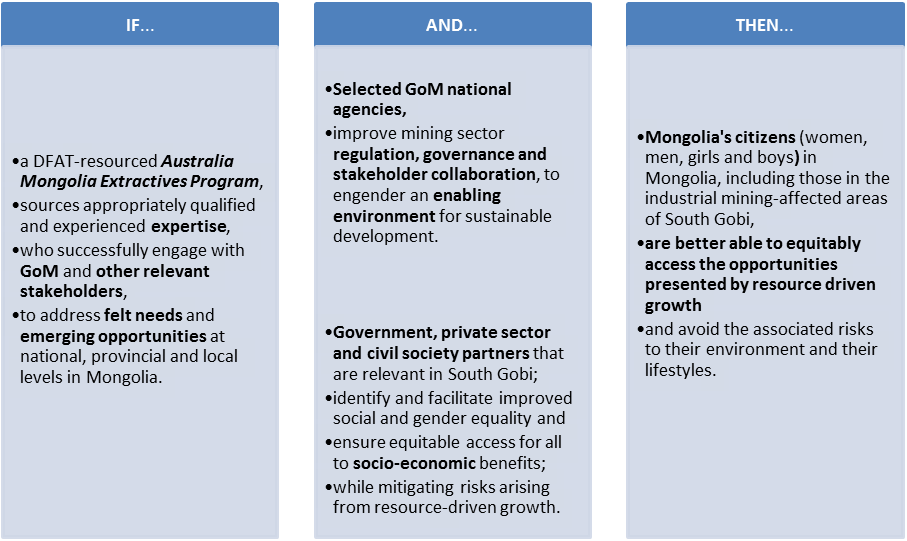 IF...
•a DFAT-resourced Australia
Mongolia Extractives Program,
•sources appropriately qualified
and experienced expertise,
•who successfully engage with
GoM and other relevant
stakeholders,
•to address felt needs and
emerging opportunities at
national, provincial and local
levels in Mongolia.
AND...
•Selected GoM national
agencies,
•improve mining sector
regulation, governance and
stakeholder collaboration, to
engender an enabling
environment for sustainable
development.
•Government, private sector
and civil society partners that
are relevant in South Gobi;
•identify and facilitate improved
social and gender equality and
•ensure equitable access for all
to socio-economic benefits;
•while mitigating risks arising
from resource-driven growth.
THEN...
•Mongolia's citizens (women,
men, girls and boys) in
Mongolia, including those in the
industrial mining-affected areas
of South Gobi,
•are better able to equitably
access the opportunities
presented by resource driven
growth
•and avoid the associated risks
to their environment and their
lifestyles.